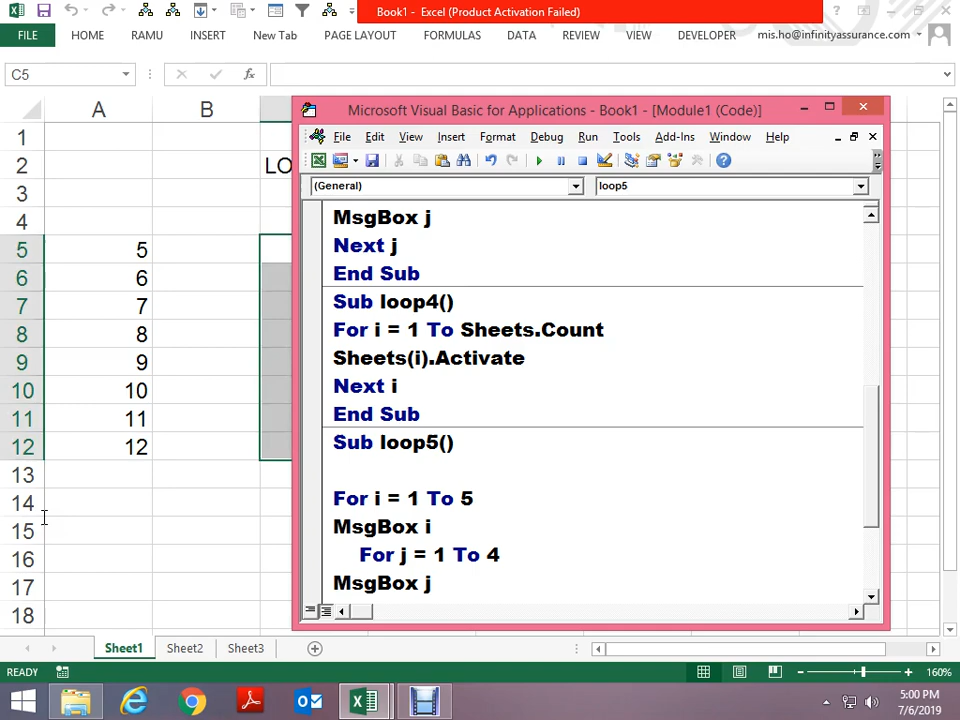 Book1 - Excel (Product Activation Failed)
FILE HOME RAMU INSERT New Tab PAGE LAYOUT FORMULAS DATA REVIEW VIEW DEVELOPER mis.ho@infinityassurance.com
C5 fx
A B
Microsoft Visual Basic for Applications - Book1 - [Module1 (Code)]
File Edit View Insert Format Debug Run Tools Add-Ins Window Help
(General) loop5
1
2 LO
3
4
5 5
6 6
7 7
8 8
9 9
10 10
11 11
12 12
13
14
15
16
17
18
MsgBox j
Next j
End Sub
Sub loop4()
For i = 1 To Sheets.Count
Sheets(i).Activate
Next i
End Sub
Sub loop5()
For i = 1 To 5
MsgBox i
For j = 1 To 4
MsgBox j
Sheet1 Sheet2 Sheet3
READY 160%
5:00 PM
7/6/2019